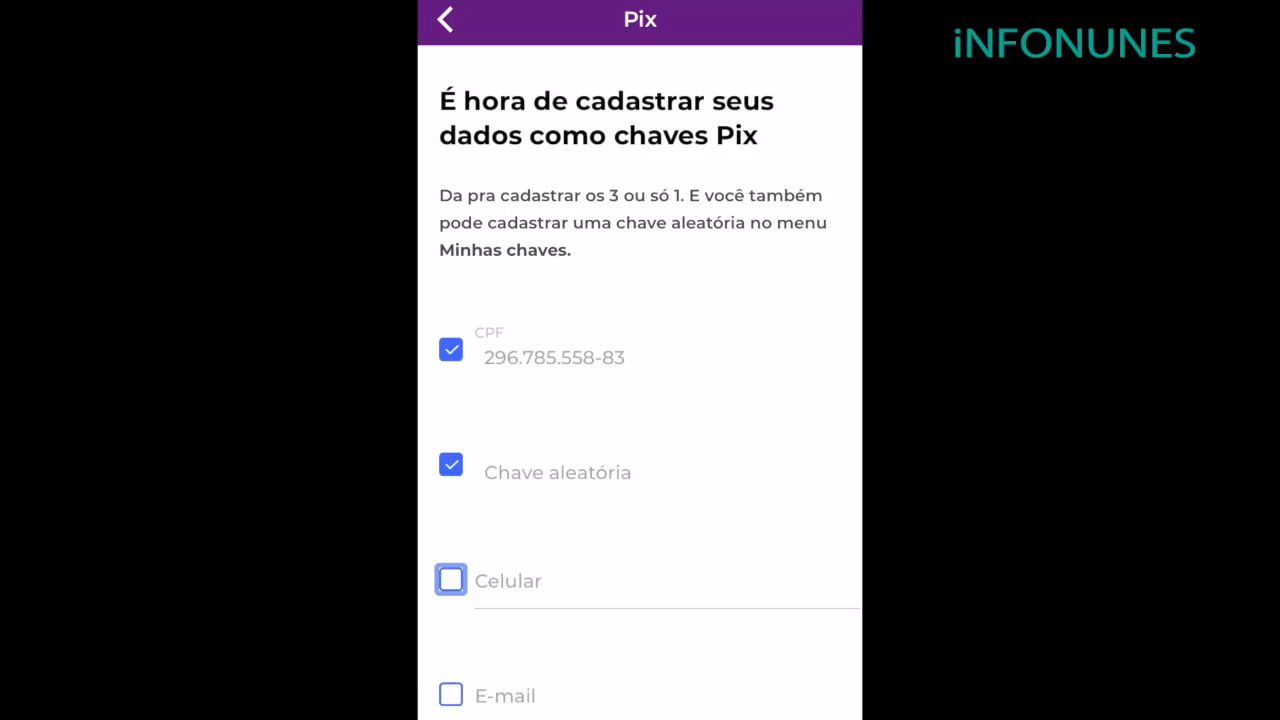 Pix
iNFONUNES
É hora de cadastrar seus
dados como chaves Pix
Da pra cadastrar os 3 ou só 1. E você também
pode cadastrar uma chave aleatória no menu
Minhas chaves.
CPF
296.785.558-83
Chave aleatória
Celular
E-mail